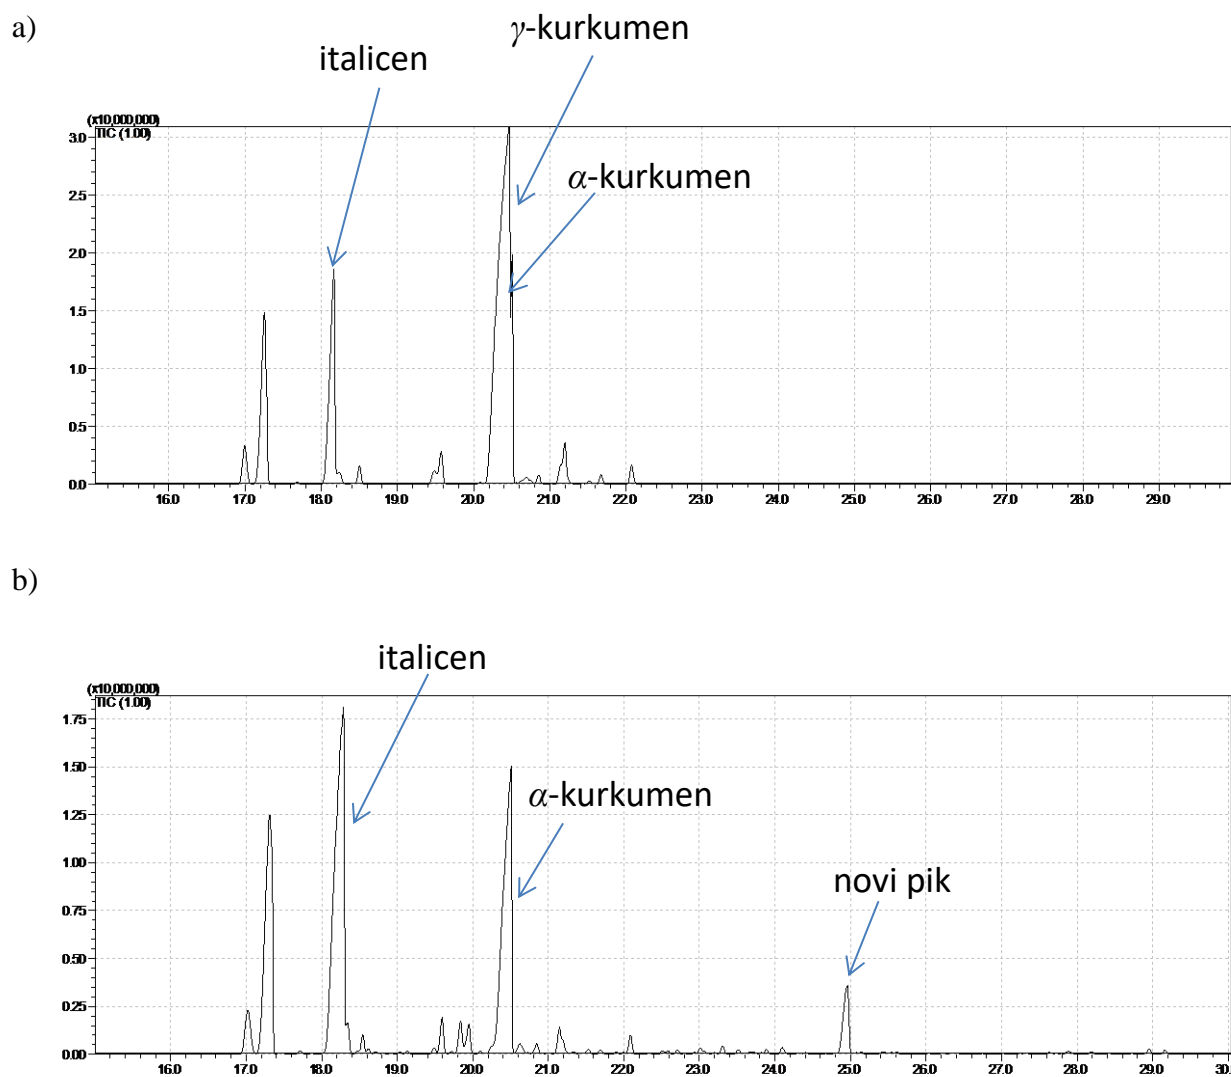 a)
γ-kurkumen
italicen
α-kurkumen
(x10,000,000)
TIC (1.00)
3.0
2.5
2.0
1.5
1.0
0.5
0.0
16.0 17.0 18.0 19.0 20.0 21.0 22.0 23.0 24.0 25.0 26.0 27.0 28.0 29.0
b)
italicen
(x10,000,000)
TIC (1.00)
1.75
1.50
α-kurkumen
1.25
1.00
novi pik
0.75
0.50
0.25
0.00
16.0 17.0 18.0 19.0 20.0 21.0 22.0 23.0 24.0 25.0 26.0 27.0 28.0 29.0 30.0